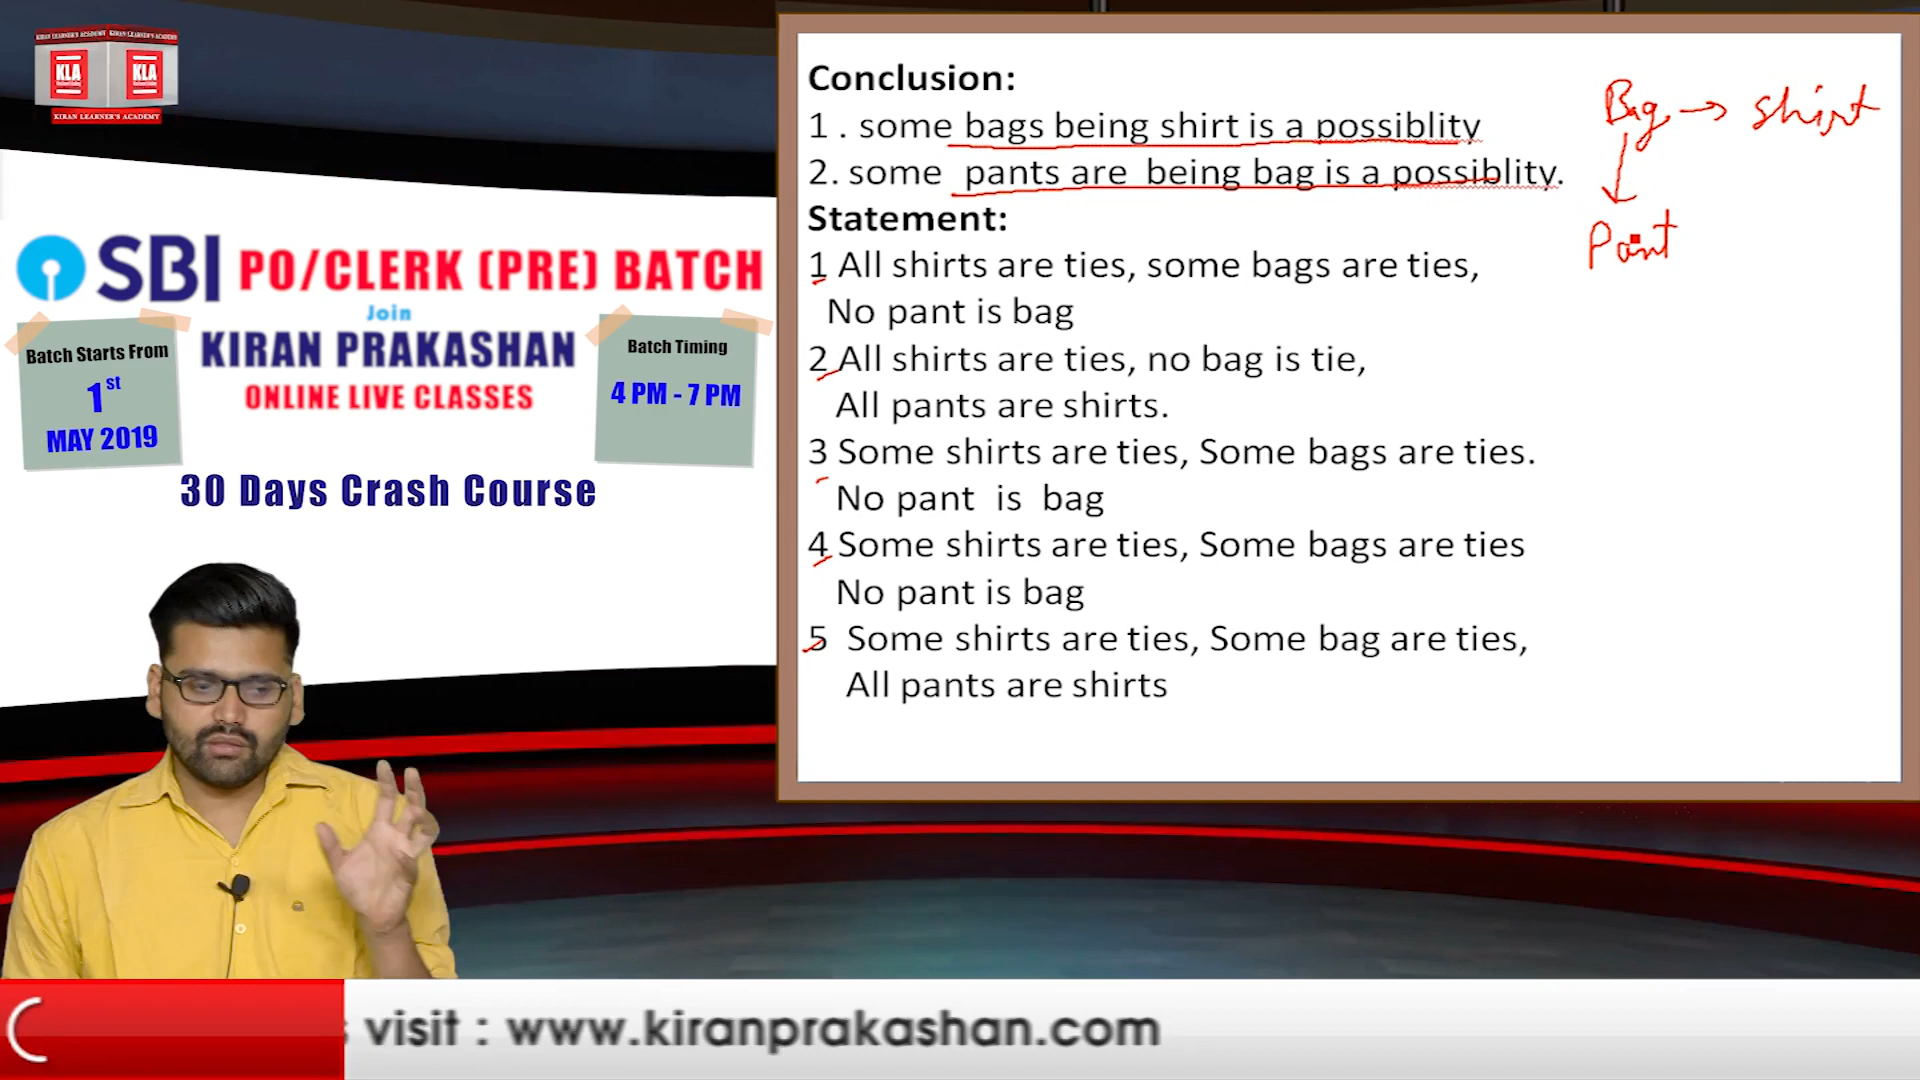 KIRAN LEARNER'S ACADEMY KIRAN LEARNER'S ACADEMY
KLA KLA
KIRAN LEARNER'S ACADEMY
SBI PO/CLERK (PRE) BATCH
Join
KIRAN PRAKASHAN
ONLINE LIVE CLASSES
Batch Starts From
1st
MAY 2019
Batch Timing
4 PM - 7 PM
30 Days Crash Course
Conclusion:
1 . some bags being shirt is a possiblity
2. some pants are being bag is a possiblity.
Statement:
1 All shirts are ties, some bags are ties,
No pant is bag
2 All shirts are ties, no bag is tie,
All pants are shirts.
3 Some shirts are ties, Some bags are ties.
No pant is bag
4 Some shirts are ties, Some bags are ties
No pant is bag
5 Some shirts are ties, Some bag are ties,
All pants are shirts
Bag → shirt
Pant
visit : www.kiranprakashan.com